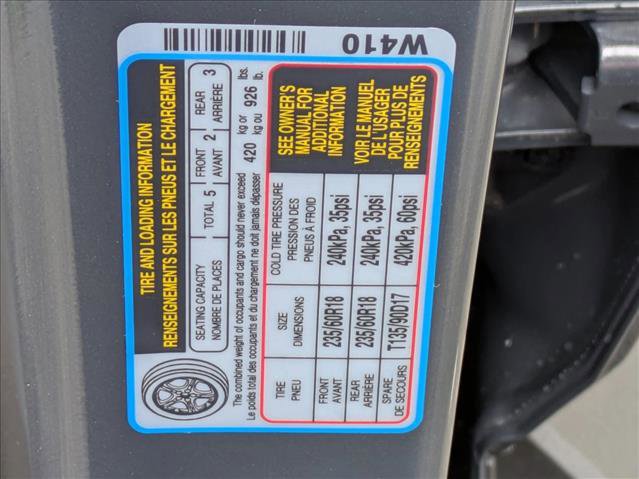 W410
TIRE AND LOADING INFORMATION
RENSEIGNEMENTS SUR LES PNEUS ET LE CHARGEMENT
SEATING CAPACITY TOTAL 5 FRONT 2 REAR 3
NOMBRE DE PLACES AVANT ARRIÈRE
The combined weight of occupants and cargo should never exceed 420 kg or 926 lbs.
Le poids total des occupants et du chargement ne doit jamais dépasser kg ou lb.
TIRE SIZE COLD TIRE PRESSURE SEE OWNER'S
PNEU DIMENSIONS PRESSION DES MANUAL FOR
PNEUS À FROID ADDITIONAL
INFORMATION
FRONT 235/60R18 240kPa, 35psi
AVANT
REAR 235/60R18 240kPa, 35psi VOIR LE MANUEL
ARRIÈRE DE L'USAGER
SPARE T135/90D17 420kPa, 60psi POUR PLUS DE
DE SECOURS RENSEIGNEMENTS